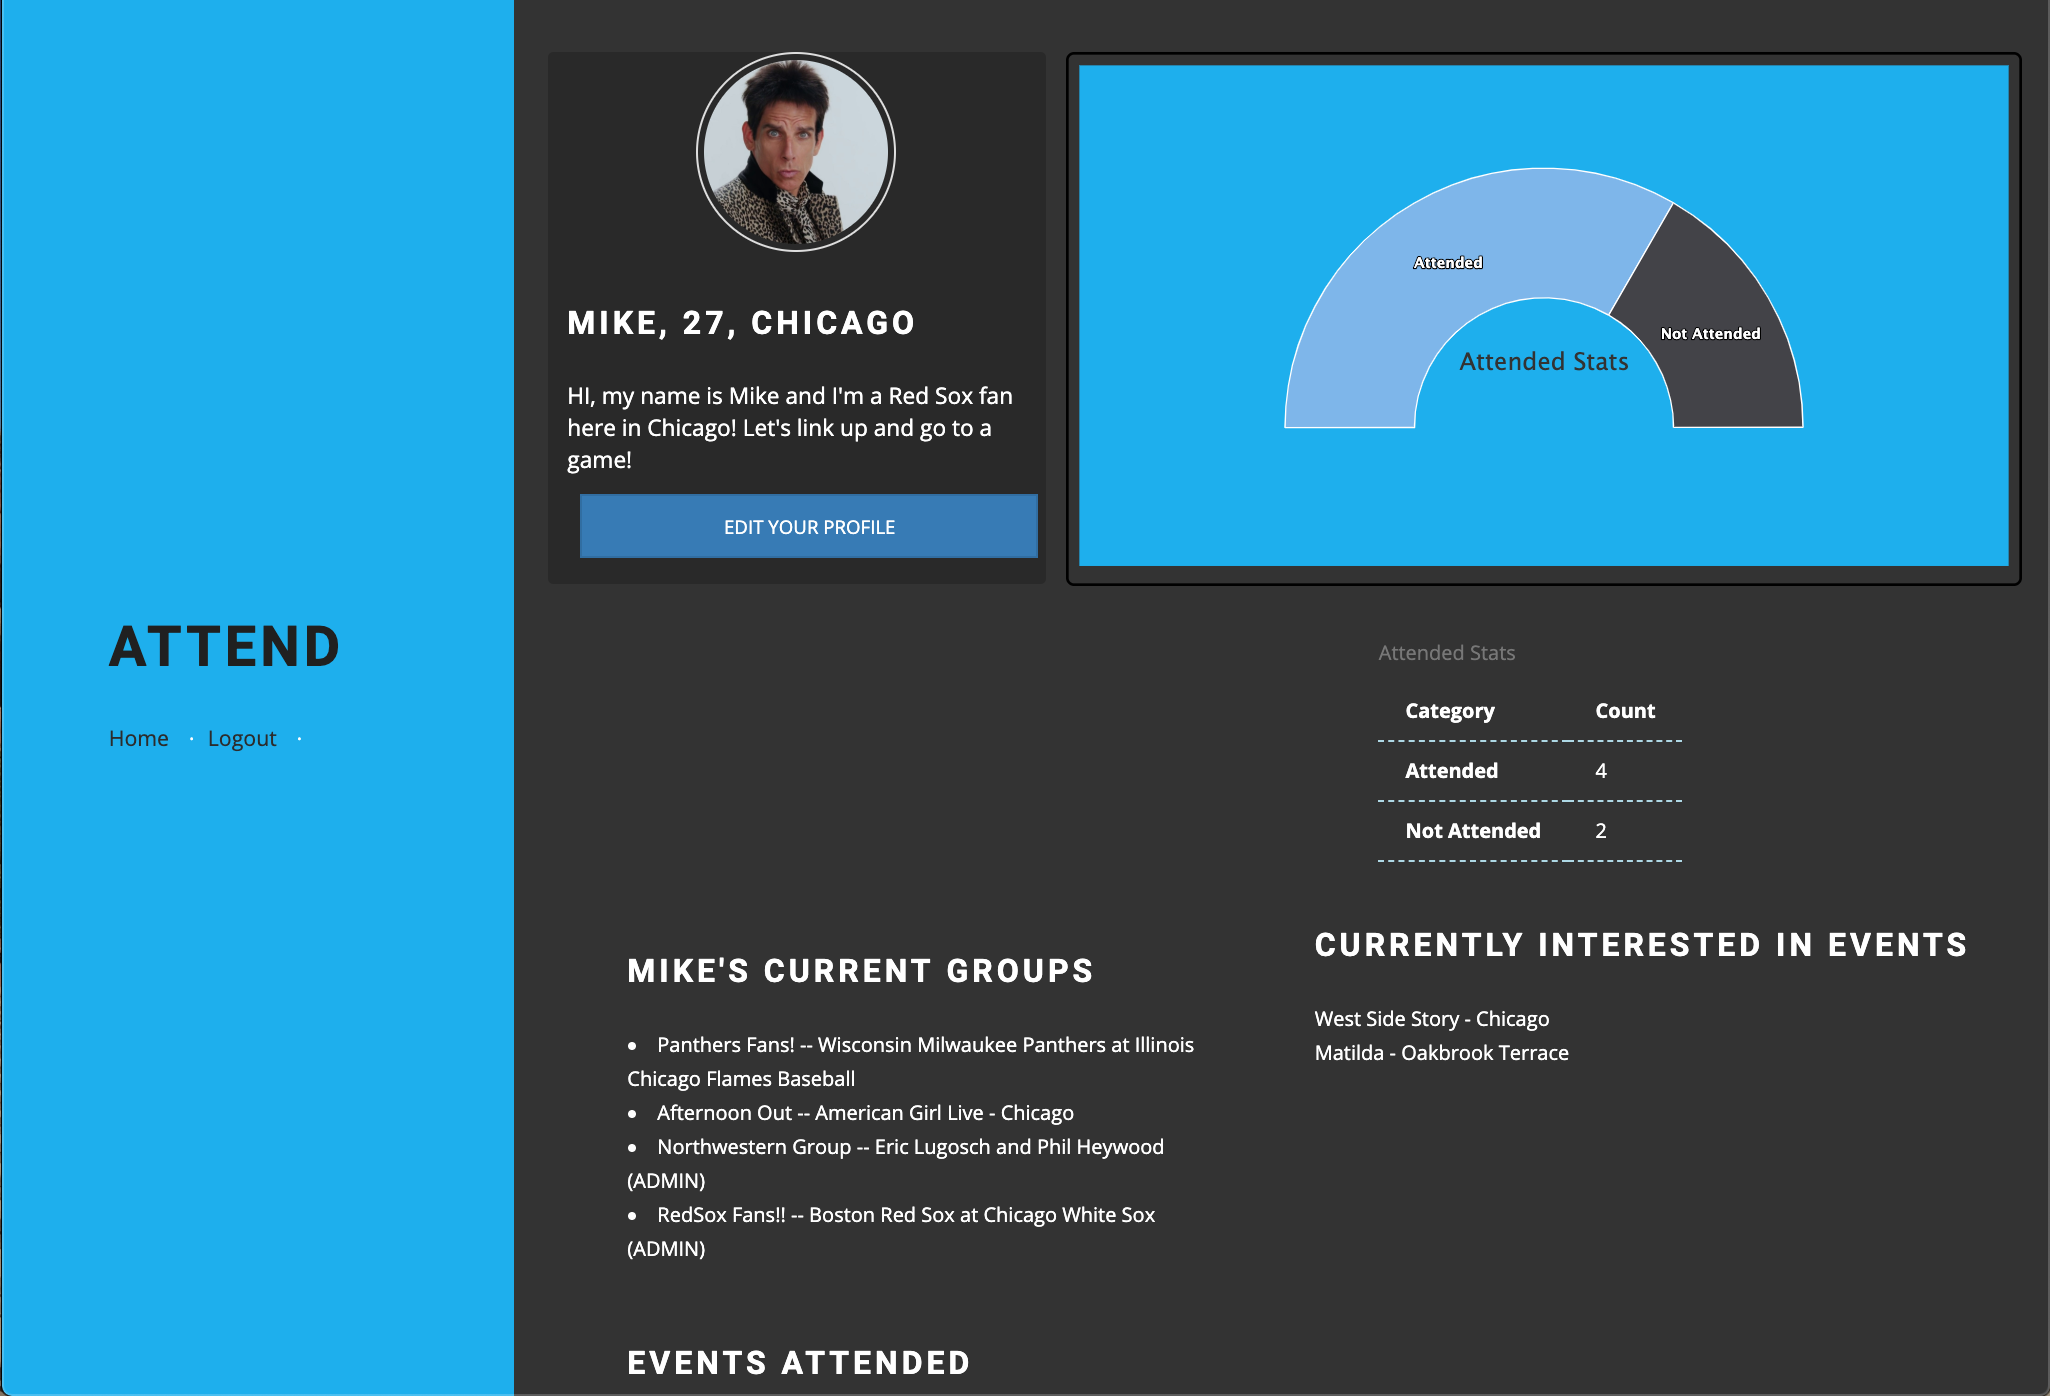 ATTEND
Home · Logout ·
MIKE, 27, CHICAGO
HI, my name is Mike and I'm a Red Sox fan
here in Chicago! Let's link up and go to a
game!
EDIT YOUR PROFILE
Attended
Not Attended
Attended Stats
Attended Stats
Category Count
Attended 4
Not Attended 2
MIKE'S CURRENT GROUPS
• Panthers Fans! -- Wisconsin Milwaukee Panthers at Illinois
Chicago Flames Baseball
• Afternoon Out -- American Girl Live - Chicago
• Northwestern Group -- Eric Lugosch and Phil Heywood
(ADMIN)
• RedSox Fans!! -- Boston Red Sox at Chicago White Sox
(ADMIN)
CURRENTLY INTERESTED IN EVENTS
West Side Story - Chicago
Matilda - Oakbrook Terrace
EVENTS ATTENDED